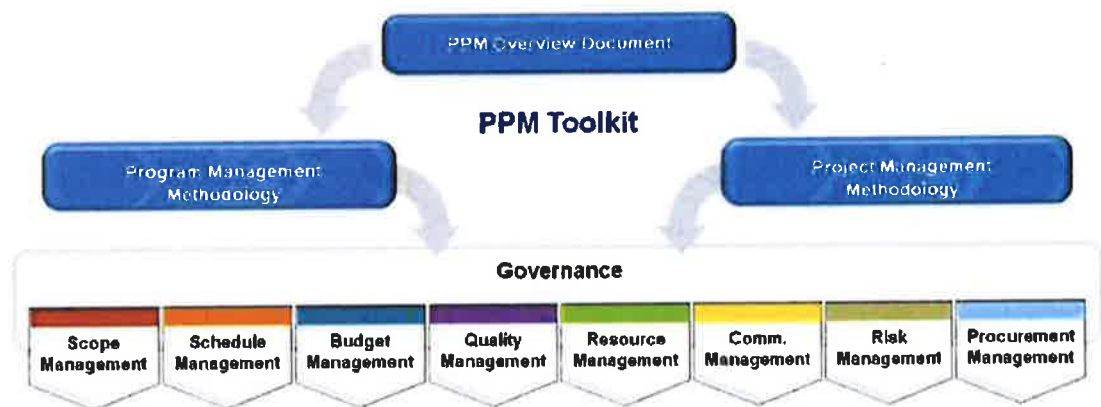 PPM Overview Document
PPM Toolkit
Program Management
Methodology
Project Management
Methodology
Governance
Scope
Management
Schedule
Management
Budget
Management
Quality
Management
Resource
Management
Comm.
Management
Risk
Management
Procurement
Management